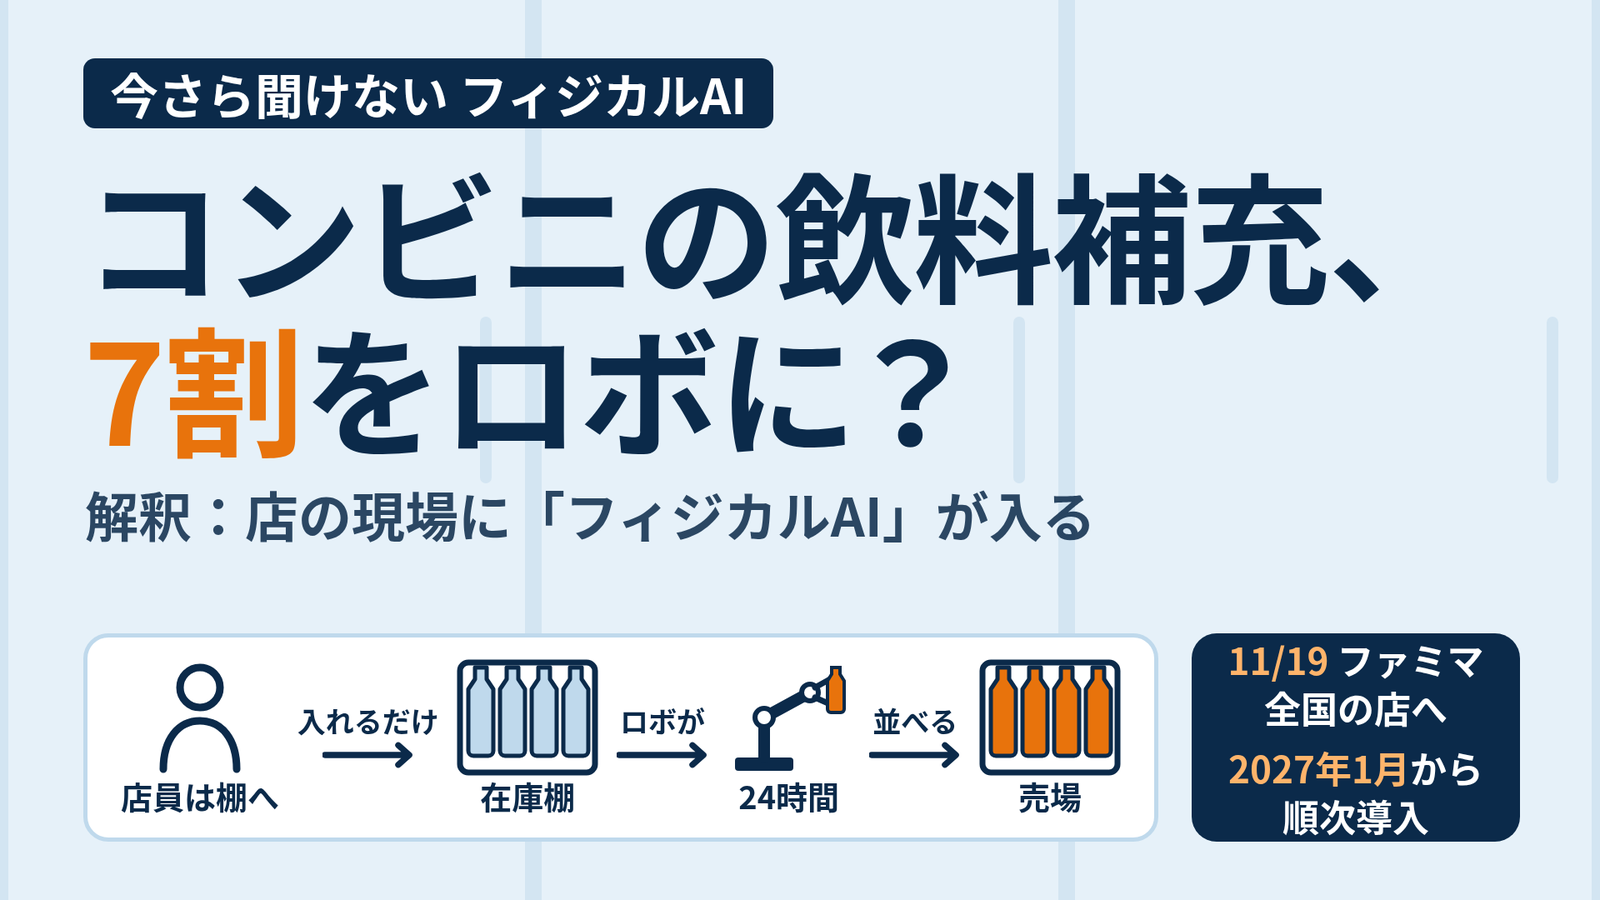 今さら聞けない フィジカルAI
コンビニの飲料補充、
7割をロボに？
解釈：店の現場に「フィジカルAI」が入る
入れるだけ
ロボが
並べる
店員は棚へ
在庫棚
24時間
売場
11/19 ファミマ
全国の店へ
2027年1月から
順次導入